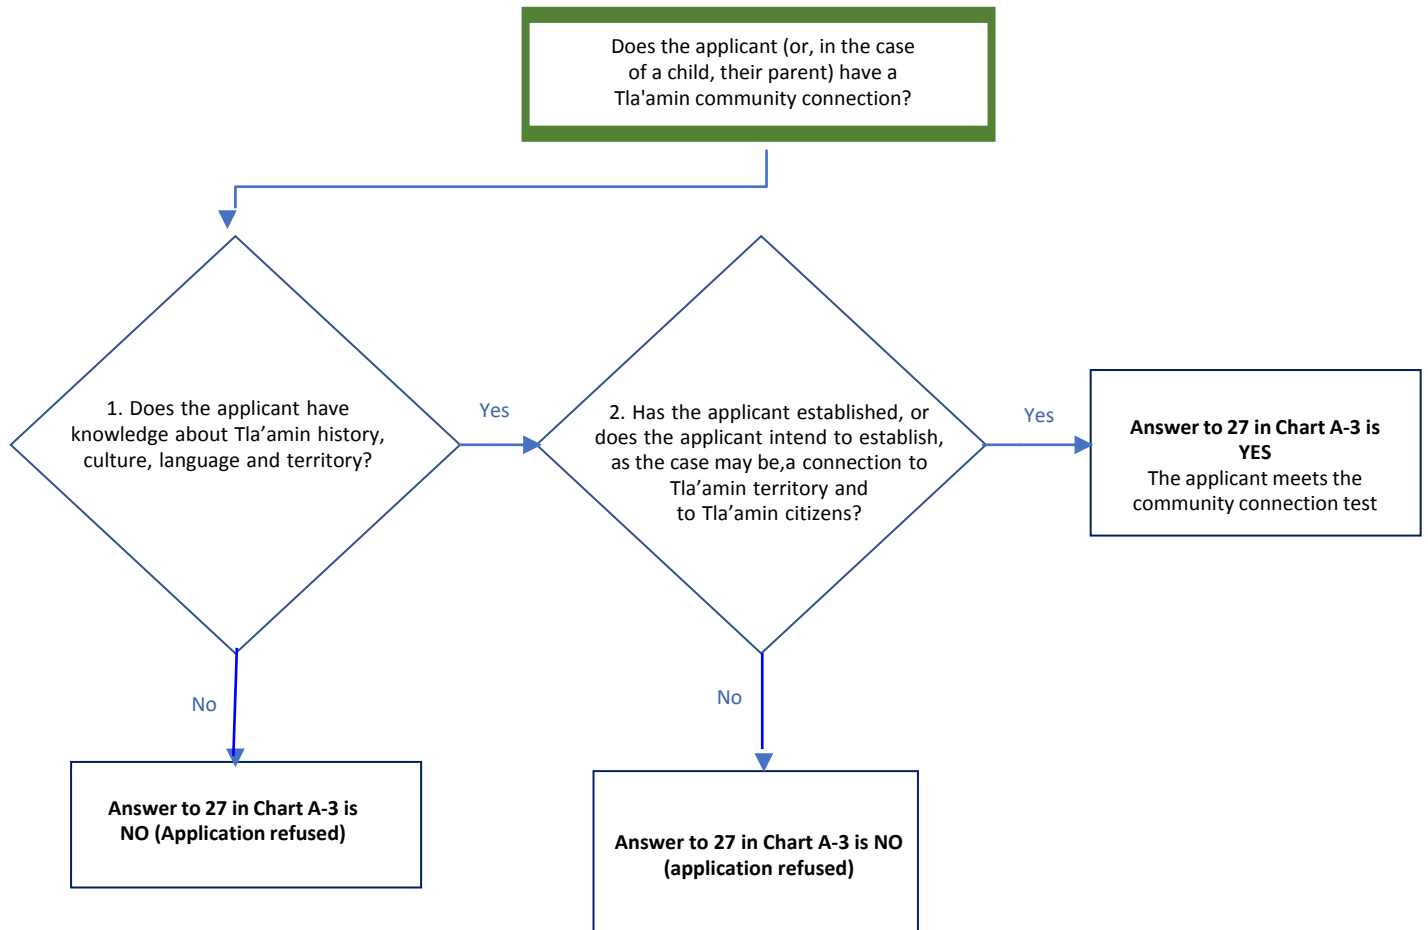 Does the applicant (or, in the case
of a child, their parent) have a
Tla'amin community connection?
1. Does the applicant have
knowledge about Tla’amin history,
culture, language and territory?
Yes
2. Has the applicant established, or
does the applicant intend to establish,
as the case may be,a connection to
Tla’amin territory and
to Tla’amin citizens?
Yes
Answer to 27 in Chart A-3 is
YES
The applicant meets the
community connection test
No
No
Answer to 27 in Chart A-3 is
NO (Application refused)
Answer to 27 in Chart A-3 is NO
(application refused)